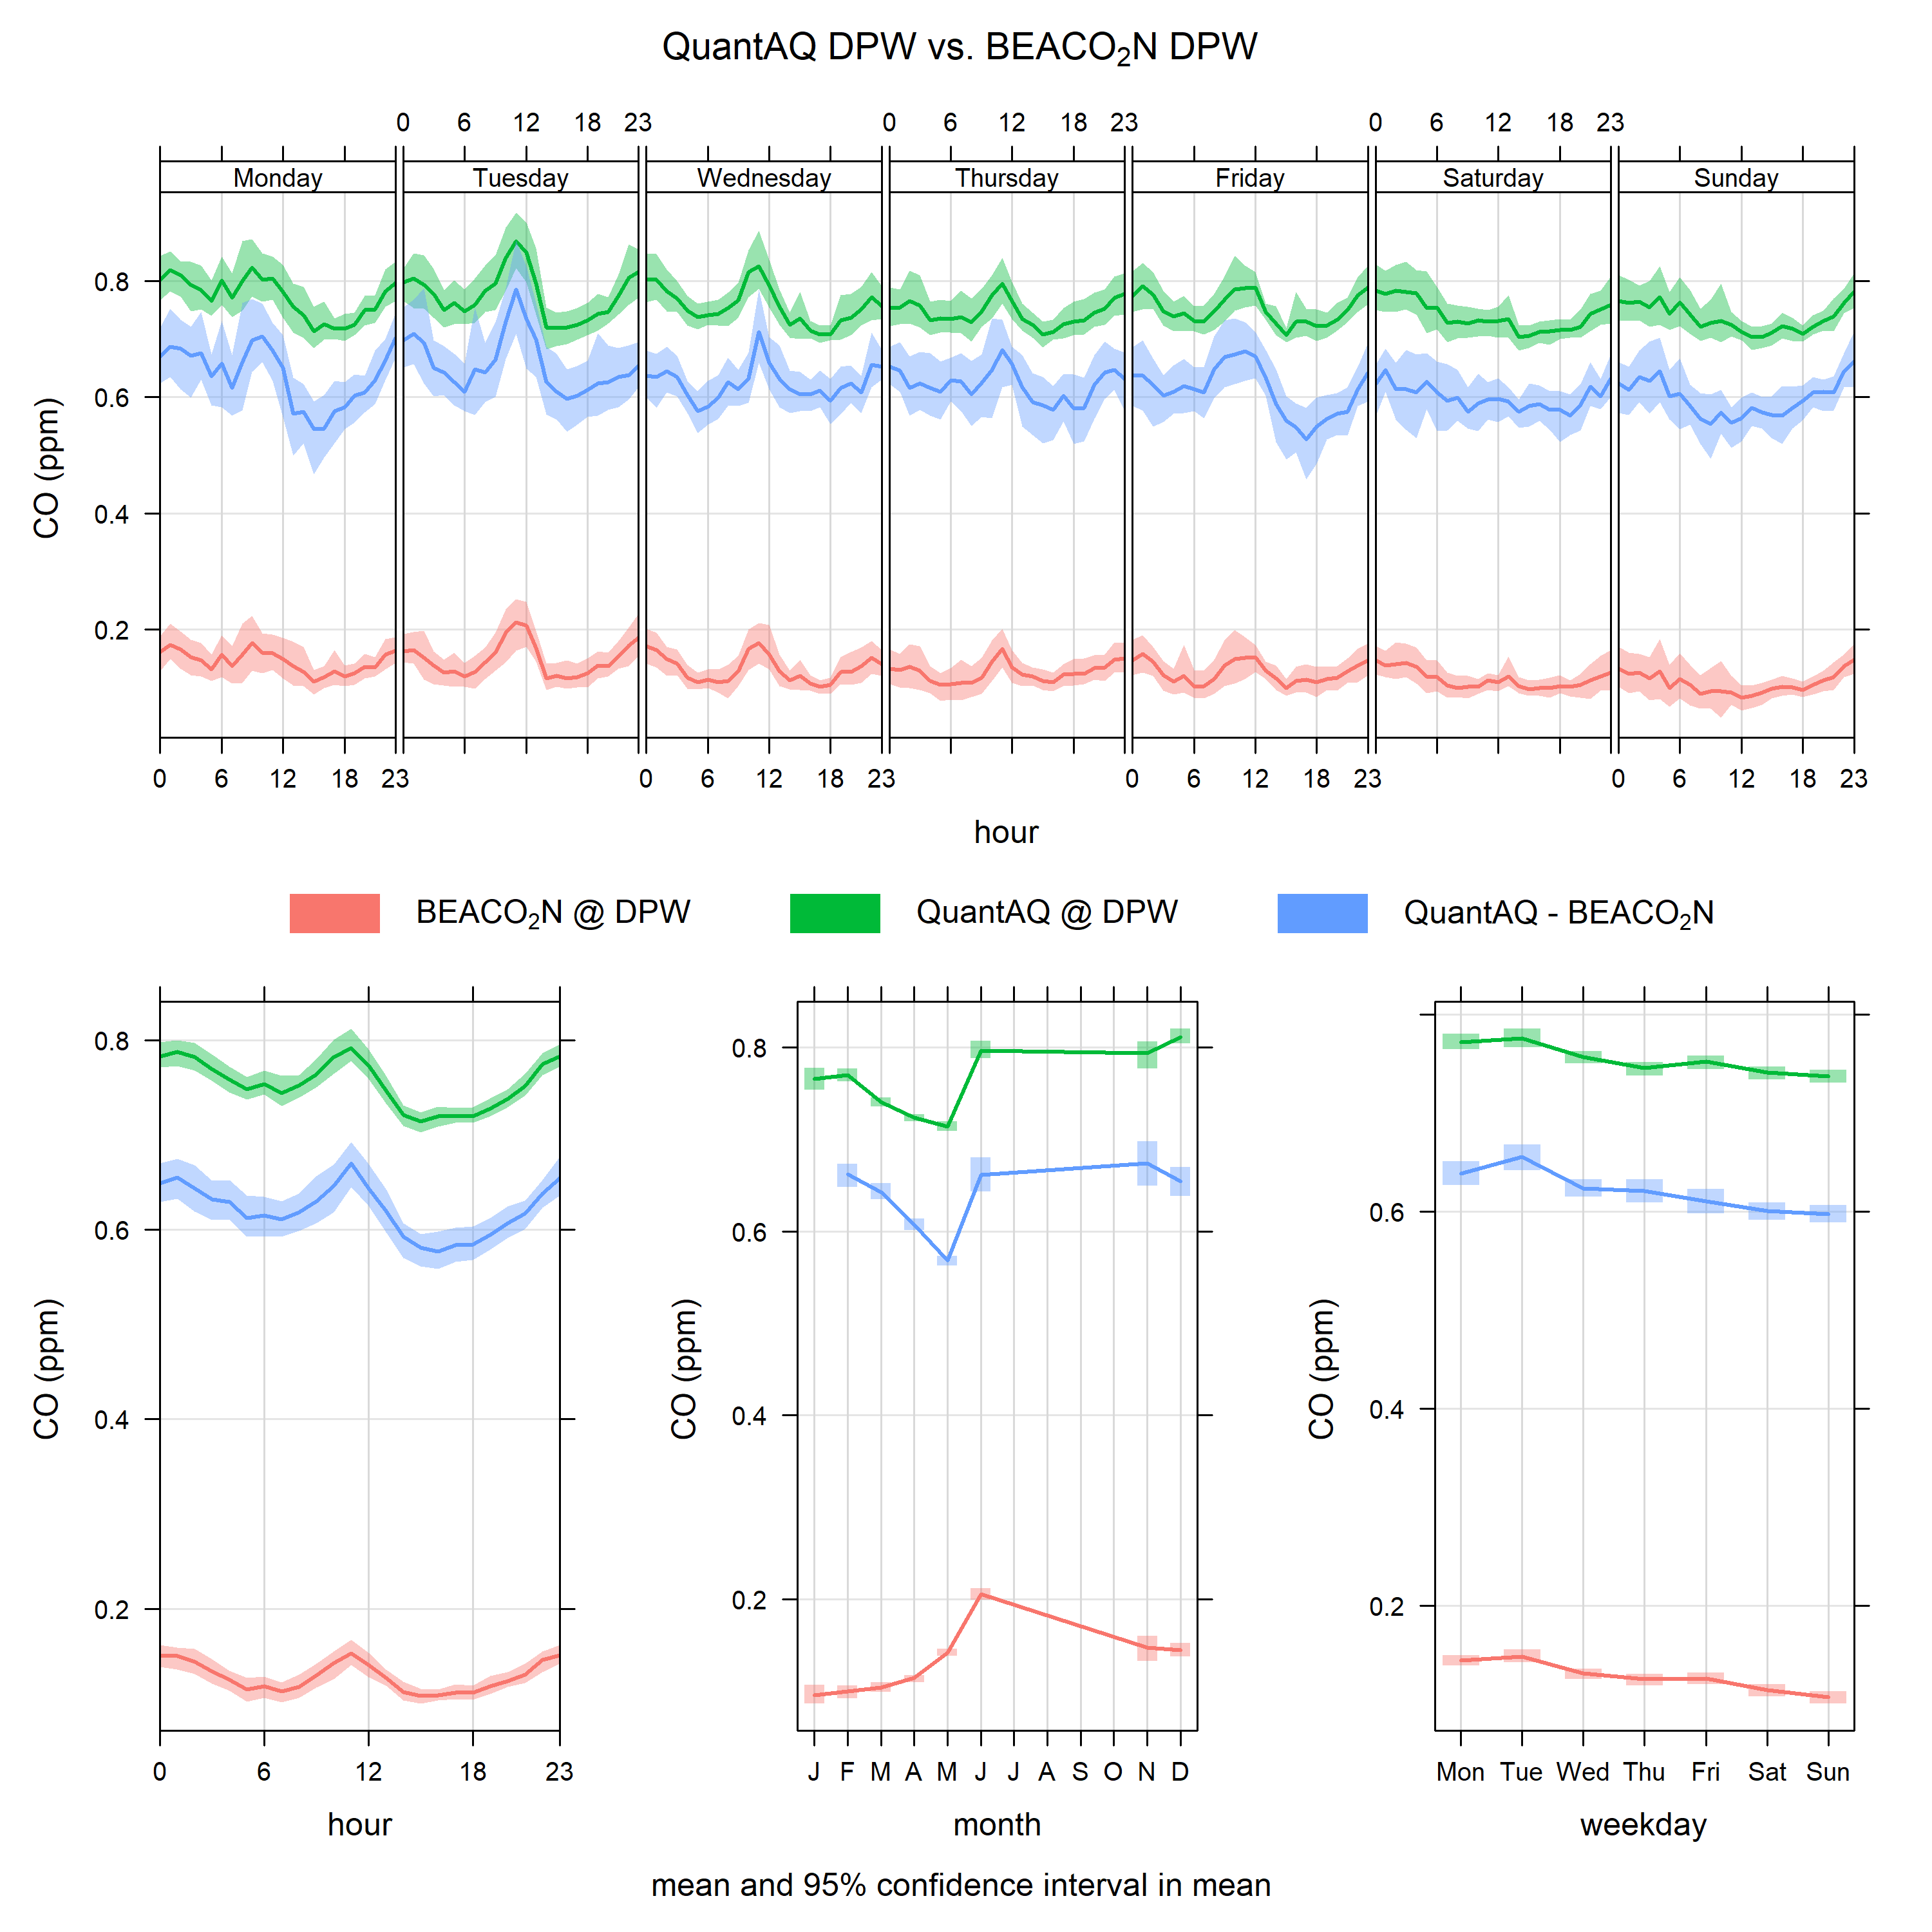 QuantAQ DPW vs. BEACO₂N DPW
0 6 12 18 23 0 6 12 18 23 0 6 12 18 23
Monday Tuesday Wednesday Thursday Friday Saturday Sunday
CO (ppm)
0.8
0.6
0.4
0.2
0 6 12 18 23 0 6 12 18 23 0 6 12 18 23 0 6 12 18 23
hour
BEACO₂N @ DPW QuantAQ @ DPW QuantAQ - BEACO₂N
CO (ppm)
0.8
0.6
0.4
0.2
0 6 12 18 23
hour
CO (ppm)
0.8
0.6
0.4
0.2
J F M A M J J A S O N D
month
CO (ppm)
0.6
0.4
0.2
Mon Tue Wed Thu Fri Sat Sun
weekday
mean and 95% confidence interval in mean